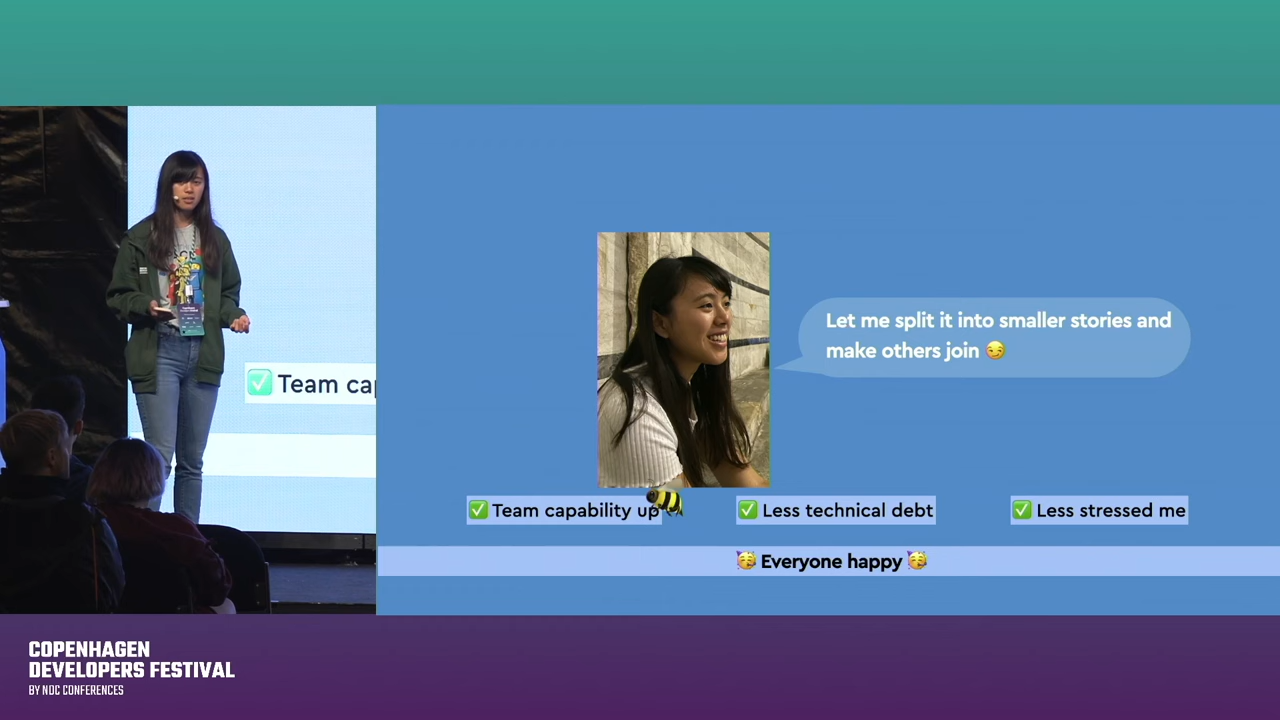 ✅ Team cap
Let me split it into smaller stories and
make others join 😏
✅ Team capability up
✅ Less technical debt
✅ Less stressed me
🥳 Everyone happy 🥳
COPENHAGEN
DEVELOPERS FESTIVAL
BY NDC CONFERENCES